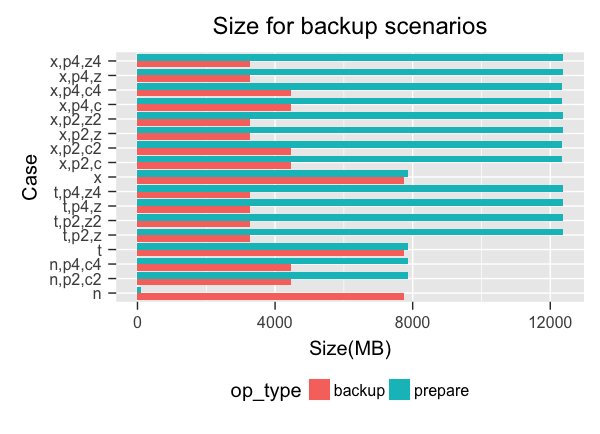 Size for backup scenarios
x,p4,z4
x,p4,z
x,p4,c4
x,p4,c
x,p2,z2
x,p2,z
x,p2,c2
x,p2,c
x
t,p4,z4
t,p4,z
t,p2,z2
t,p2,z
t
n,p4,c4
n,p2,c2
n
Case
0 4000 8000 12000
Size(MB)
op_type backup prepare